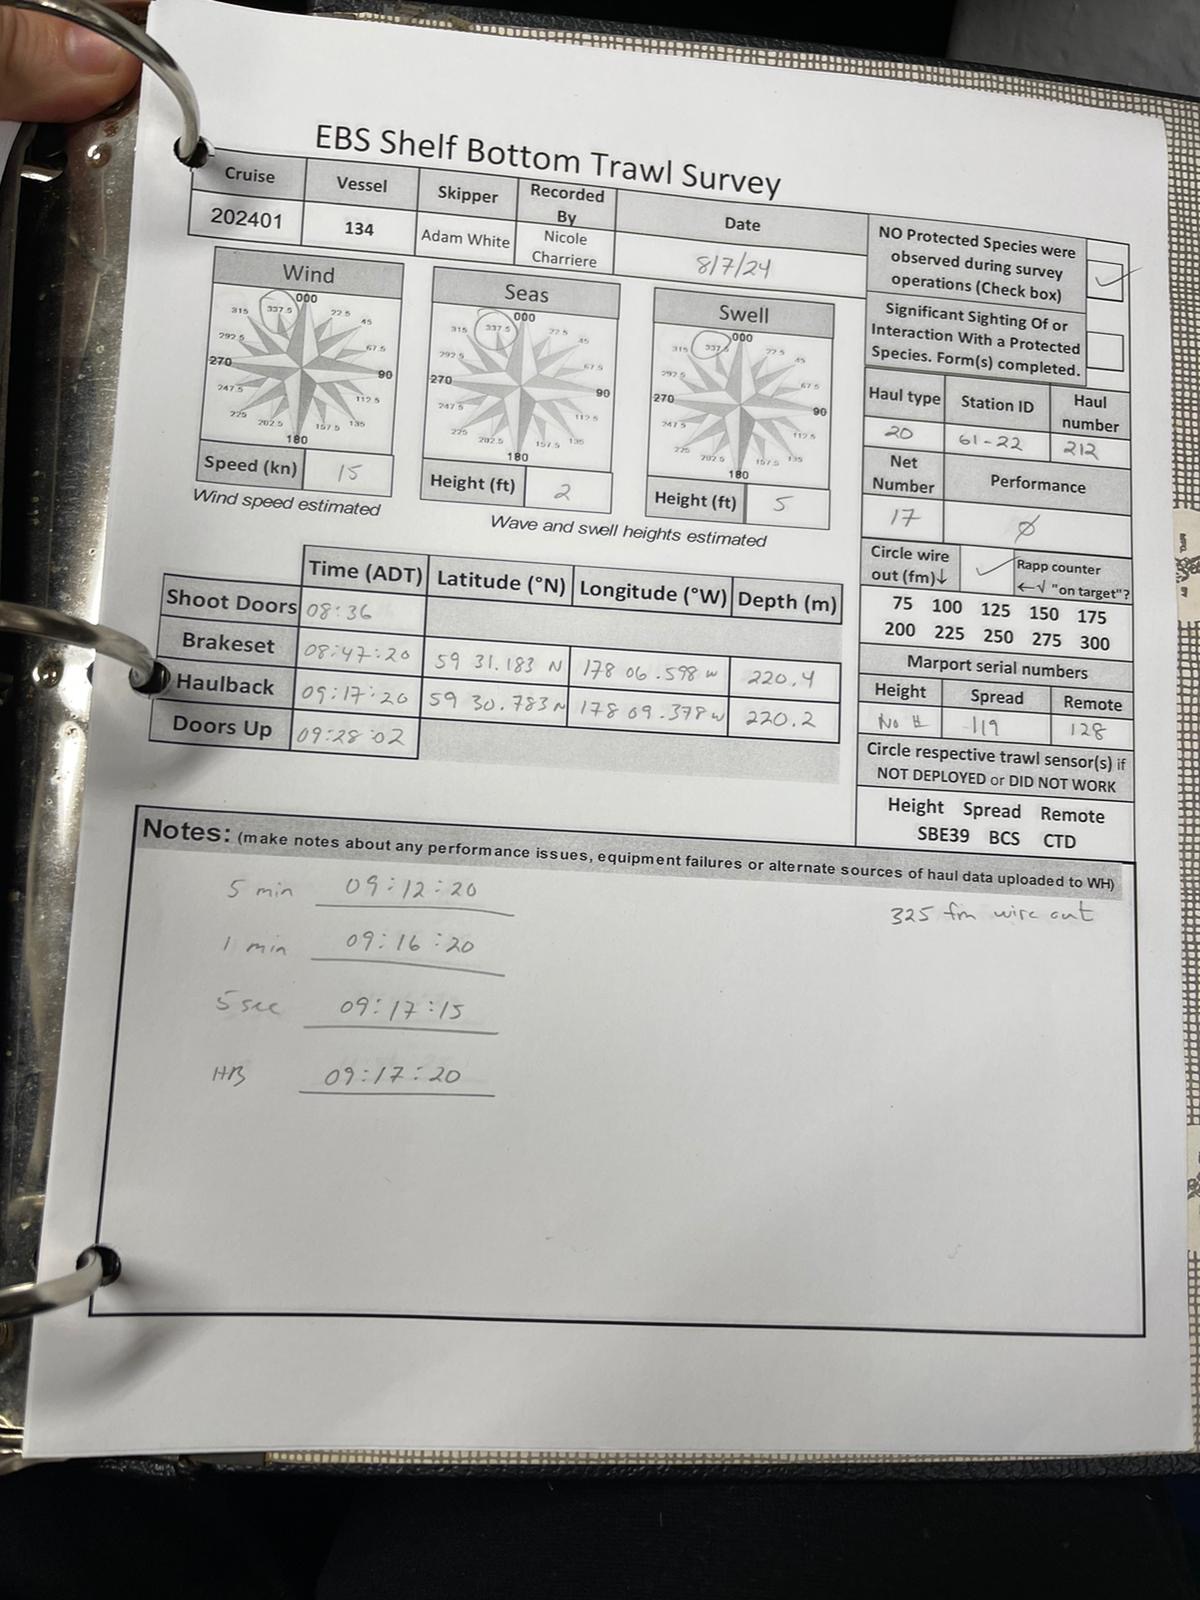 EBS Shelf Bottom Trawl Survey
Cruise Vessel Skipper Recorded By Date
202401 134 Adam White Nicole Charriere 8/7/24
NO Protected Species were observed during survey operations (Check box) ✓
Significant Sighting Of or Interaction With a Protected Species. Form(s) completed.
Wind
000
22.5
45
67.5
90
112.5
135
157.5
180
202.5
225
247.5
270
292.5
315
337.5
Speed (kn) 15
Wind speed estimated
Seas
000
22.5
45
67.5
90
112.5
135
157.5
180
202.5
225
247.5
270
292.5
315
337.5
Height (ft) 2
Swell
000
22.5
45
67.5
90
112.5
135
157.5
180
202.5
225
247.5
270
292.5
315
337.5
Height (ft) 5
Wave and swell heights estimated
Haul type Station ID Haul number
20 61-22 212
Net Number Performance
17 Ø
Circle wire out (fm)↓ ✓ Rapp counter ←√ "on target"?
75 100 125 150 175
200 225 250 275 300
Marport serial numbers
Height Spread Remote
No # 119 128
Circle respective trawl sensor(s) if
NOT DEPLOYED or DID NOT WORK
Height Spread Remote
SBE39 BCS CTD
Time (ADT) Latitude (°N) Longitude (°W) Depth (m)
Shoot Doors 08:36
Brakeset 08:47:20 59 31.183 N 178 06.598 W 220.4
Haulback 09:17:20 59 30.783 N 178 09.378 W 220.2
Doors Up 09:28:02
Notes: (make notes about any performance issues, equipment failures or alternate sources of haul data uploaded to WH)
325 fm wire out
5 min 09:12:20
1 min 09:16:20
5 sec 09:17:15
HB 09:17:20